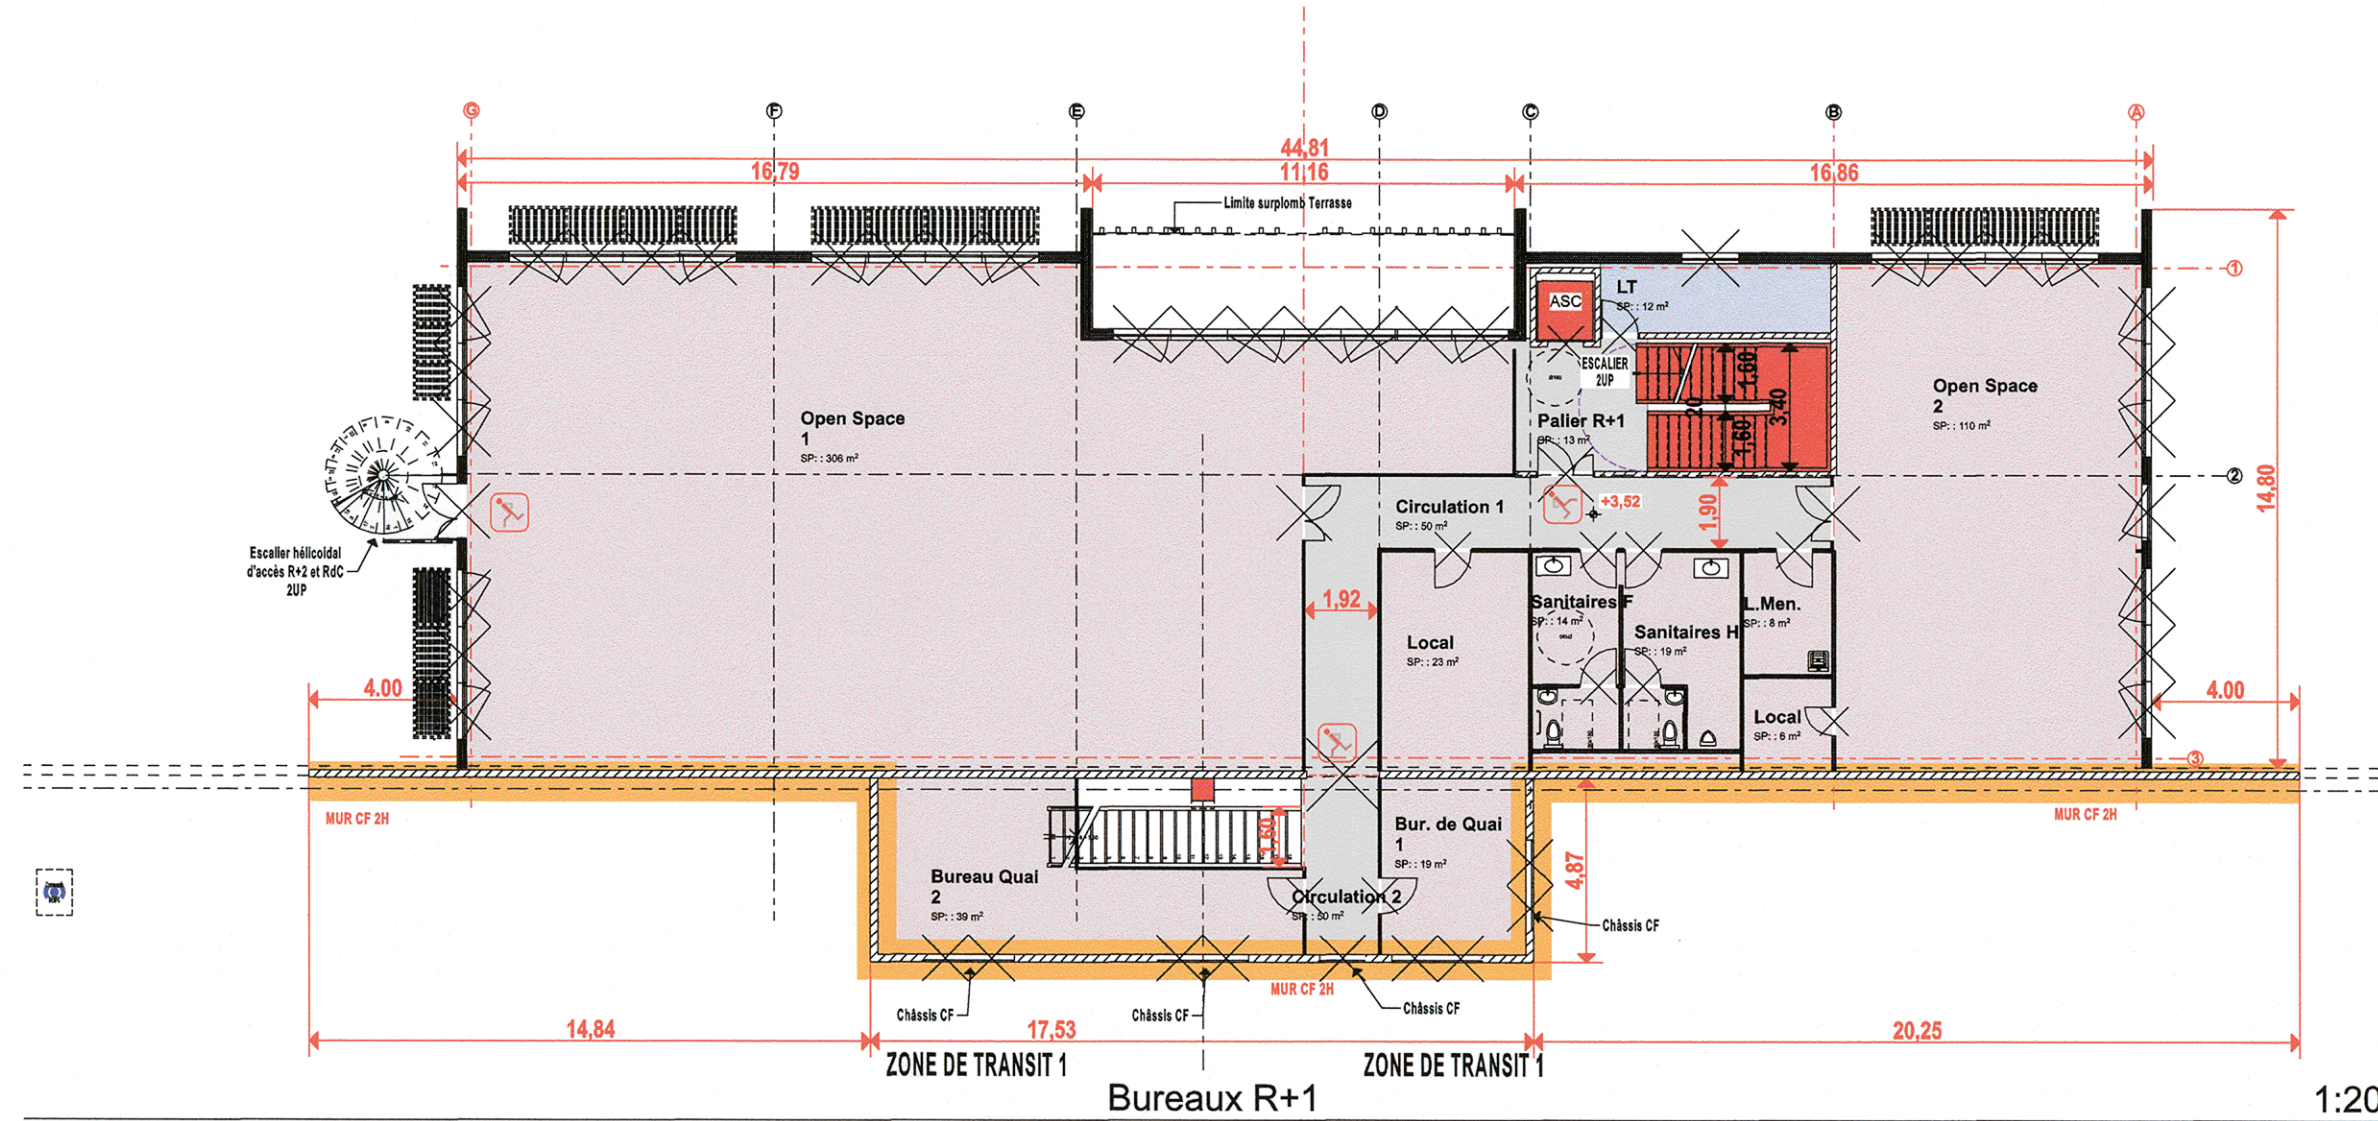 G
F
E
D
C
B
A
44,81
16,79
11,16
16,86
Limite surplomb Terrasse
1
LT
SP: : 12 m²
ASC
ESCALIER
2UP
1,60
20
3,40
1,60
Palier R+1
SP: : 13 m²
Open Space
1
SP: : 306 m²
Open Space
2
SP: : 110 m²
2
14,80
Circulation 1
SP: : 50 m²
+3,52
1,90
Escalier hélicoidal
d'accès R+2 et RdC
2UP
1,92
Local
SP: : 23 m²
Sanitaires F
SP: : 14 m²
Sanitaires H
SP: : 19 m²
L.Men.
SP: : 8 m²
Local
SP: : 6 m²
4.00
4.00
3
MUR CF 2H
MUR CF 2H
1,60
Bur. de Quai
1
SP: : 19 m²
4,87
Bureau Quai
2
SP: : 39 m²
Circulation 2
SP: : 50 m²
Châssis CF
MUR CF 2H
Châssis CF
Châssis CF
Châssis CF
14,84
17,53
20,25
ZONE DE TRANSIT 1
ZONE DE TRANSIT 1
Bureaux R+1
1:20